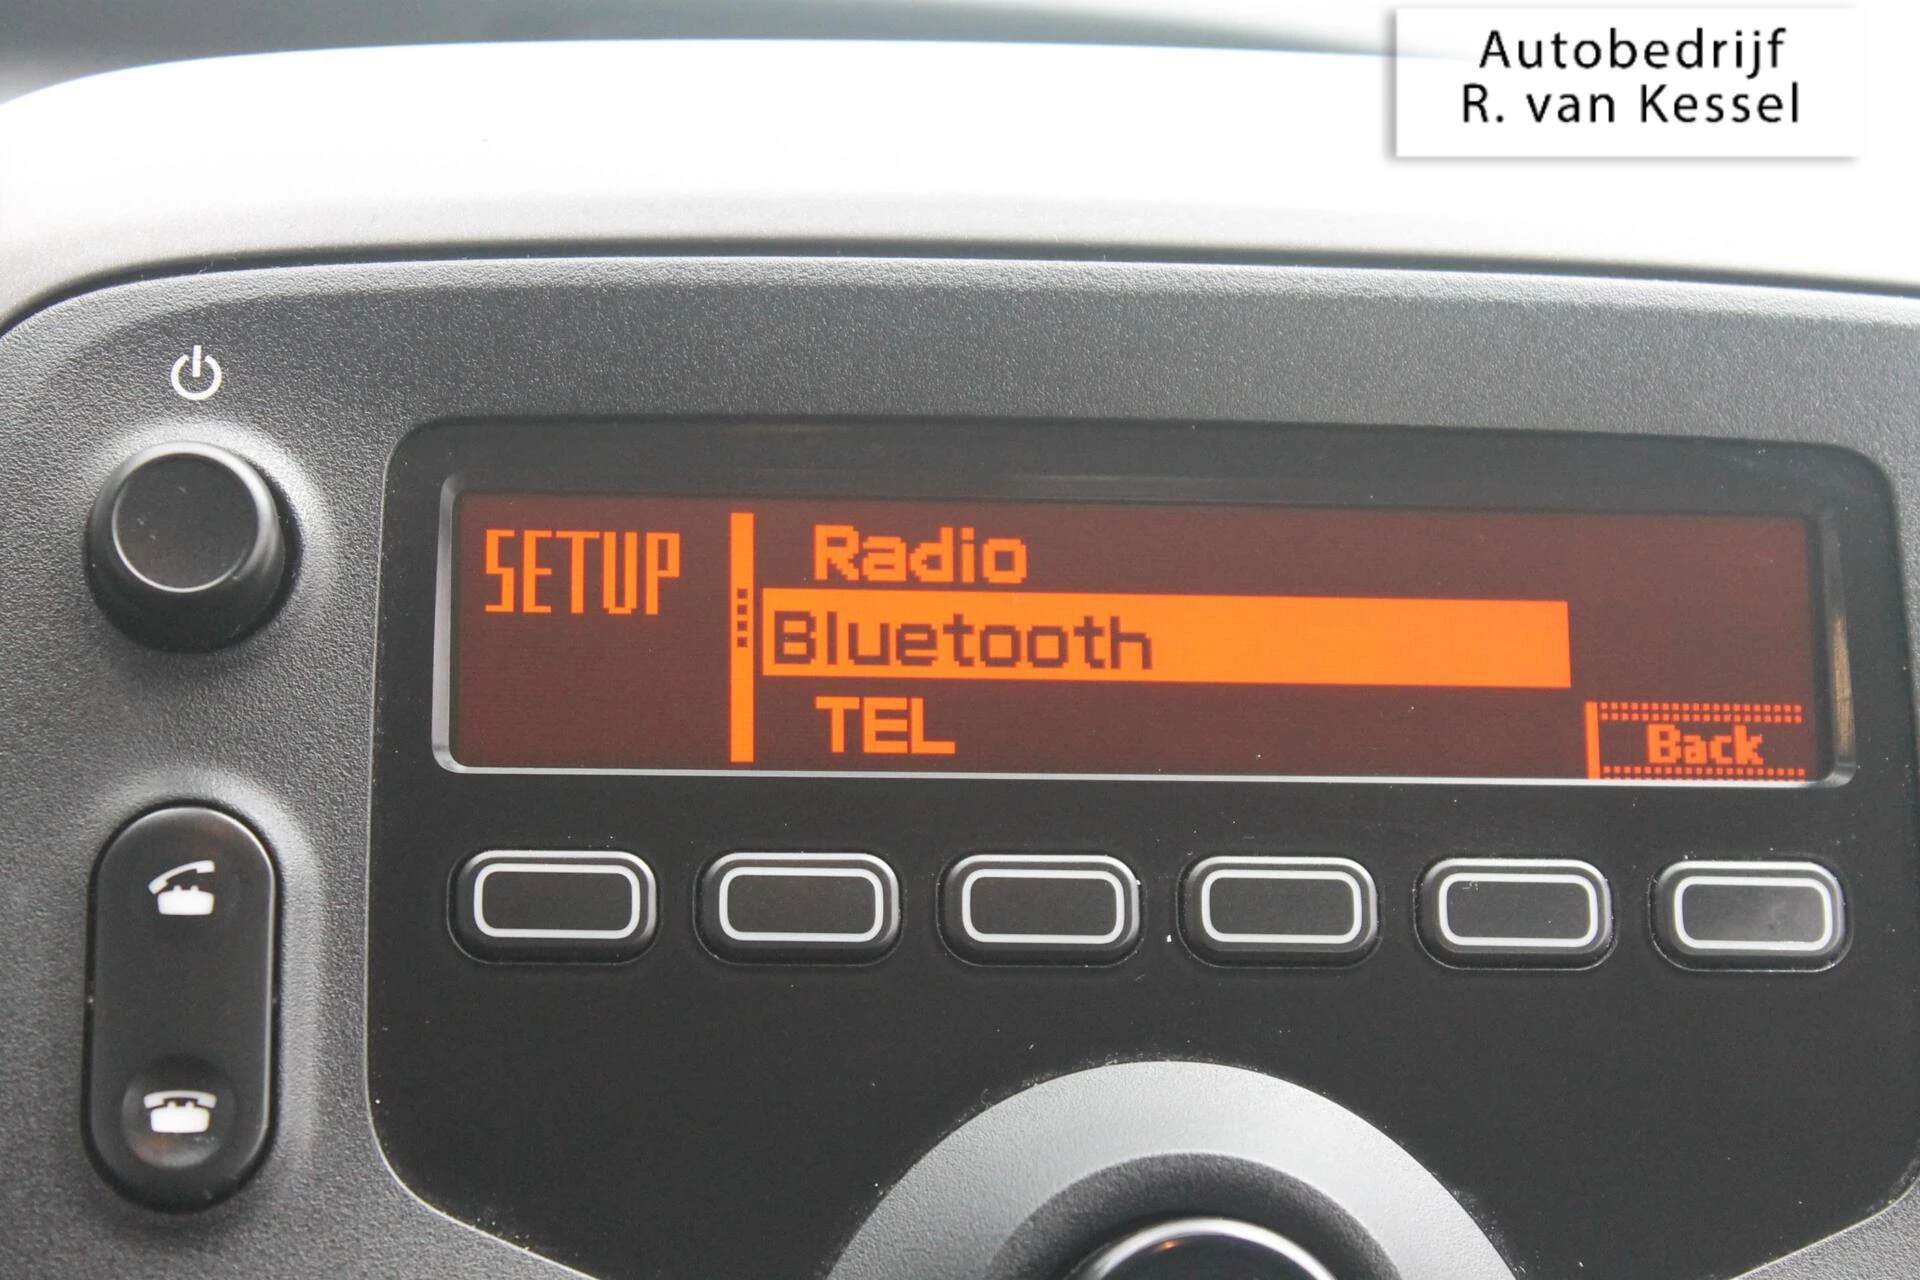 Autobedrijf
R. van Kessel
SETUP
Radio
Bluetooth
TEL
Back